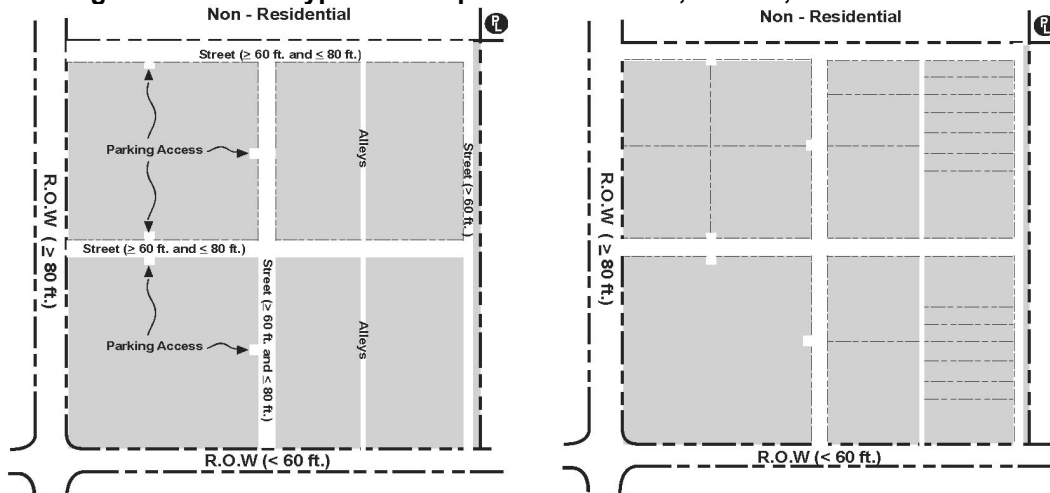 Non - Residential
PL
Street (≥ 60 ft. and ≤ 80 ft.)
Parking Access
Alleys
Street (> 60 ft.)
R.O.W (≥ 80 ft.)
Street (≥ 60 ft. and ≤ 80 ft.)
Street (≥ 60 ft. and ≤ 80 ft.)
Parking Access
Alleys
R.O.W (< 60 ft.)
Non - Residential
PL
R.O.W (≥ 80 ft.)
R.O.W (< 60 ft.)